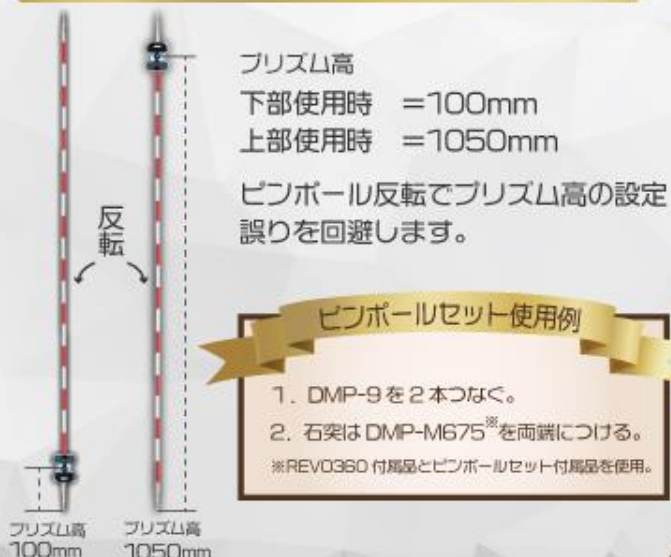 プリズム高
下部使用時 =100mm
上部使用時 =1050mm
ピンポール反転でプリズム高の設定
誤りを回避します。
反転
ピンポールセット使用例
1. DMP-9を2本つなぐ。
2. 石突はDMP-M675※を両端につける。
※REVO360付属品とピンポールセット付属品を使用。
プリズム高
100mm
プリズム高
1050mm